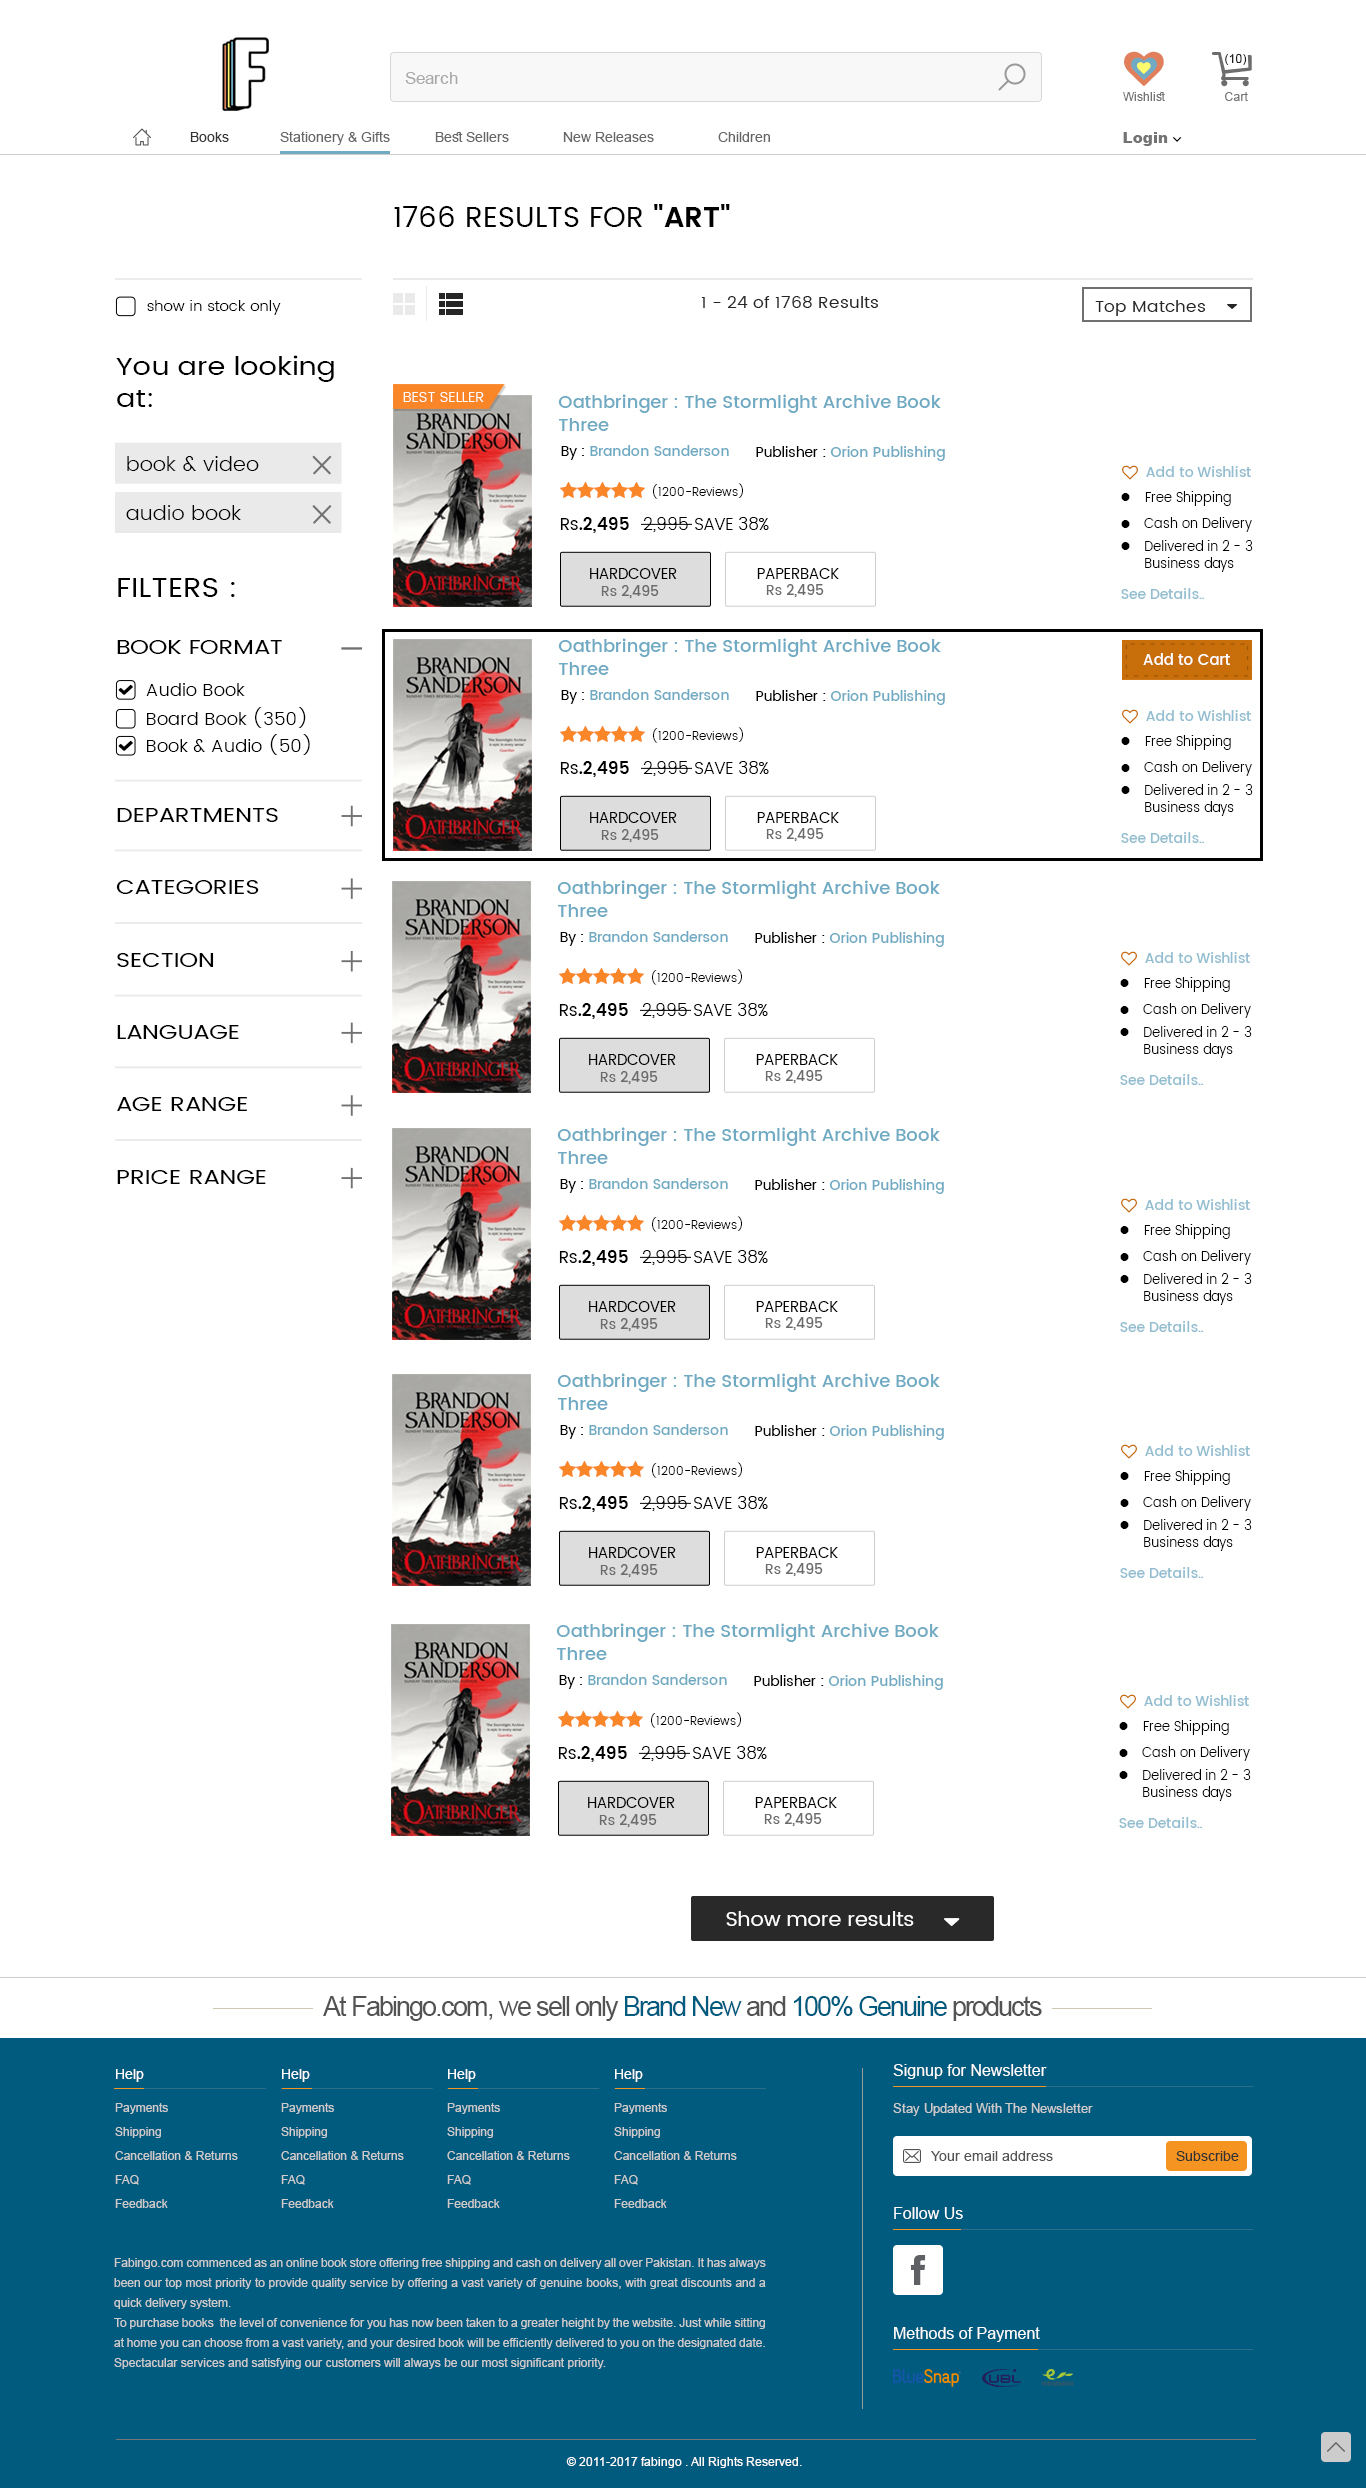 F
Search
(10)
Wishlist
Cart
Books
Stationery & Gifts
Best Sellers
New Releases
Children
Login
1766 RESULTS FOR "ART"
show in stock only
1 - 24 of 1768 Results
Top Matches
You are looking
at:
book & video
audio book
FILTERS :
BOOK FORMAT
Audio Book
Board Book (350)
Book & Audio (50)
DEPARTMENTS
CATEGORIES
SECTION
LANGUAGE
AGE RANGE
PRICE RANGE
BEST SELLER
BRANDON
SANDERSON
OATHBRINGER
Oathbringer : The Stormlight Archive Book
Three
By : Brandon Sanderson
Publisher : Orion Publishing
(1200-Reviews)
Rs.2,495 2,995 SAVE 38%
HARDCOVER
Rs 2,495
PAPERBACK
Rs 2,495
Add to Wishlist
Free Shipping
Cash on Delivery
Delivered in 2 - 3
Business days
See Details..
BRANDON
SANDERSON
OATHBRINGER
Oathbringer : The Stormlight Archive Book
Three
By : Brandon Sanderson
Publisher : Orion Publishing
(1200-Reviews)
Rs.2,495 2,995 SAVE 38%
HARDCOVER
Rs 2,495
PAPERBACK
Rs 2,495
Add to Cart
Add to Wishlist
Free Shipping
Cash on Delivery
Delivered in 2 - 3
Business days
See Details..
BRANDON
SANDERSON
OATHBRINGER
Oathbringer : The Stormlight Archive Book
Three
By : Brandon Sanderson
Publisher : Orion Publishing
(1200-Reviews)
Rs.2,495 2,995 SAVE 38%
HARDCOVER
Rs 2,495
PAPERBACK
Rs 2,495
Add to Wishlist
Free Shipping
Cash on Delivery
Delivered in 2 - 3
Business days
See Details..
BRANDON
SANDERSON
OATHBRINGER
Oathbringer : The Stormlight Archive Book
Three
By : Brandon Sanderson
Publisher : Orion Publishing
(1200-Reviews)
Rs.2,495 2,995 SAVE 38%
HARDCOVER
Rs 2,495
PAPERBACK
Rs 2,495
Add to Wishlist
Free Shipping
Cash on Delivery
Delivered in 2 - 3
Business days
See Details..
BRANDON
SANDERSON
OATHBRINGER
Oathbringer : The Stormlight Archive Book
Three
By : Brandon Sanderson
Publisher : Orion Publishing
(1200-Reviews)
Rs.2,495 2,995 SAVE 38%
HARDCOVER
Rs 2,495
PAPERBACK
Rs 2,495
Add to Wishlist
Free Shipping
Cash on Delivery
Delivered in 2 - 3
Business days
See Details..
BRANDON
SANDERSON
OATHBRINGER
Oathbringer : The Stormlight Archive Book
Three
By : Brandon Sanderson
Publisher : Orion Publishing
(1200-Reviews)
Rs.2,495 2,995 SAVE 38%
HARDCOVER
Rs 2,495
PAPERBACK
Rs 2,495
Add to Wishlist
Free Shipping
Cash on Delivery
Delivered in 2 - 3
Business days
See Details..
Show more results
At Fabingo.com, we sell only Brand New and 100% Genuine products
Help
Payments
Shipping
Cancellation & Returns
FAQ
Feedback
Help
Payments
Shipping
Cancellation & Returns
FAQ
Feedback
Help
Payments
Shipping
Cancellation & Returns
FAQ
Feedback
Help
Payments
Shipping
Cancellation & Returns
FAQ
Feedback
Fabingo.com commenced as an online book store offering free shipping and cash on delivery all over Pakistan. It has always
been our top most priority to provide quality service by offering a vast variety of genuine books, with great discounts and a
quick delivery system.
To purchase books the level of convenience for you has now been taken to a greater height by the website. Just while sitting
at home you can choose from a vast variety, and your desired book will be efficiently delivered to you on the designated date.
Spectacular services and satisfying our customers will always be our most significant priority.
Signup for Newsletter
Stay Updated With The Newsletter
Your email address
Subscribe
Follow Us
f
Methods of Payment
BlueSnap
UBL
© 2011-2017 fabingo . All Rights Reserved.